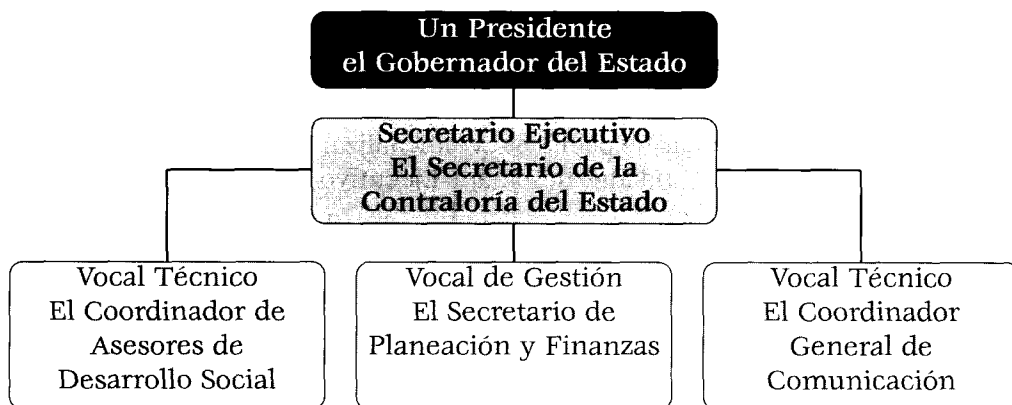 Un Presidente
el Gobernador del Estado
Secretario Ejecutivo
El Secretario de la
Contraloría del Estado
Vocal Técnico
El Coordinador de
Asesores de
Desarrollo Social
Vocal de Gestión
El Secretario de
Planeación y Finanzas
Vocal Técnico
El Coordinador
General de
Comunicación